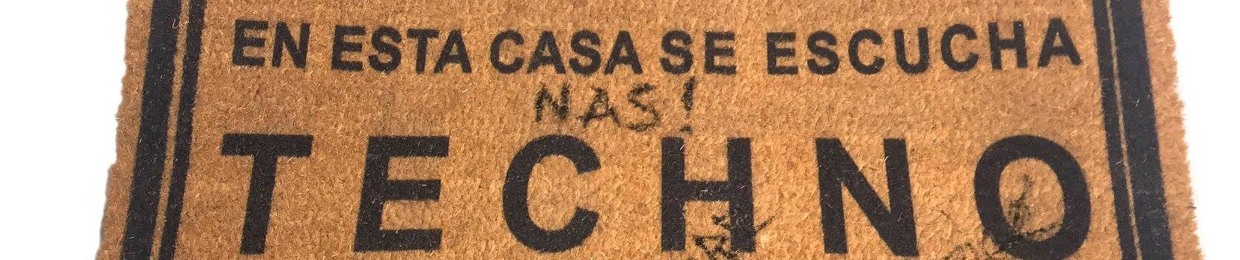 EN ESTA CASA SE ESCUCHA
NAS!
TECHNO